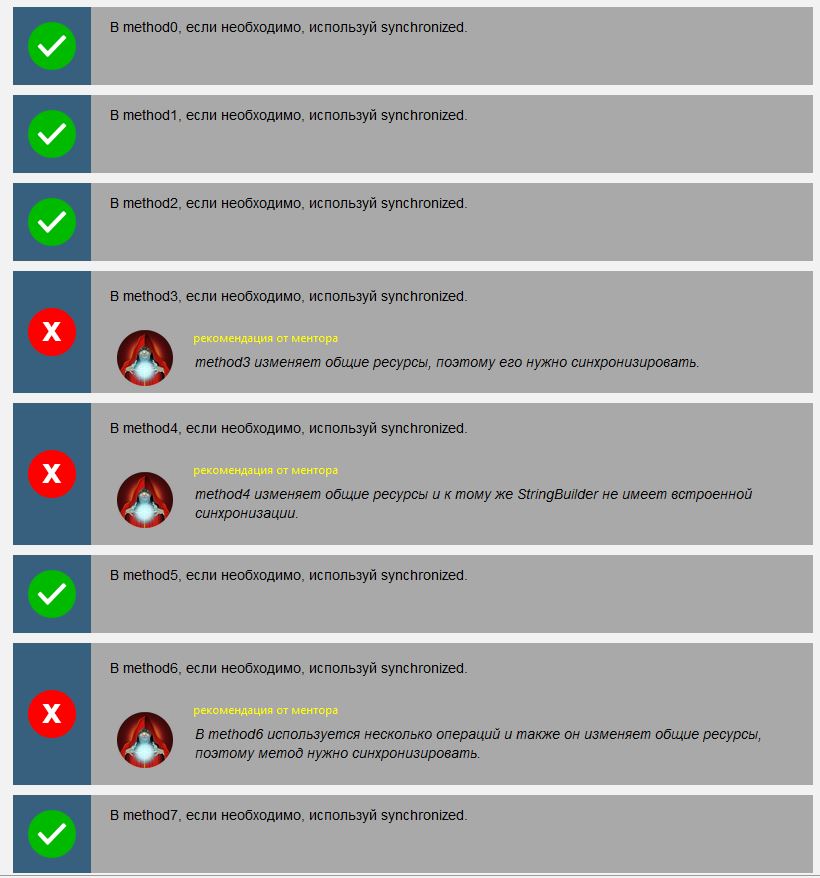 В method0, если необходимо, используй synchronized.
В method1, если необходимо, используй synchronized.
В method2, если необходимо, используй synchronized.
В method3, если необходимо, используй synchronized.
рекомендация от ментора
method3 изменяет общие ресурсы, поэтому его нужно синхронизировать.
В method4, если необходимо, используй synchronized.
рекомендация от ментора
method4 изменяет общие ресурсы и к тому же StringBuilder не имеет встроенной
синхронизации.
В method5, если необходимо, используй synchronized.
В method6, если необходимо, используй synchronized.
рекомендация от ментора
В method6 используется несколько операций и также он изменяет общие ресурсы,
поэтому метод нужно синхронизировать.
В method7, если необходимо, используй synchronized.